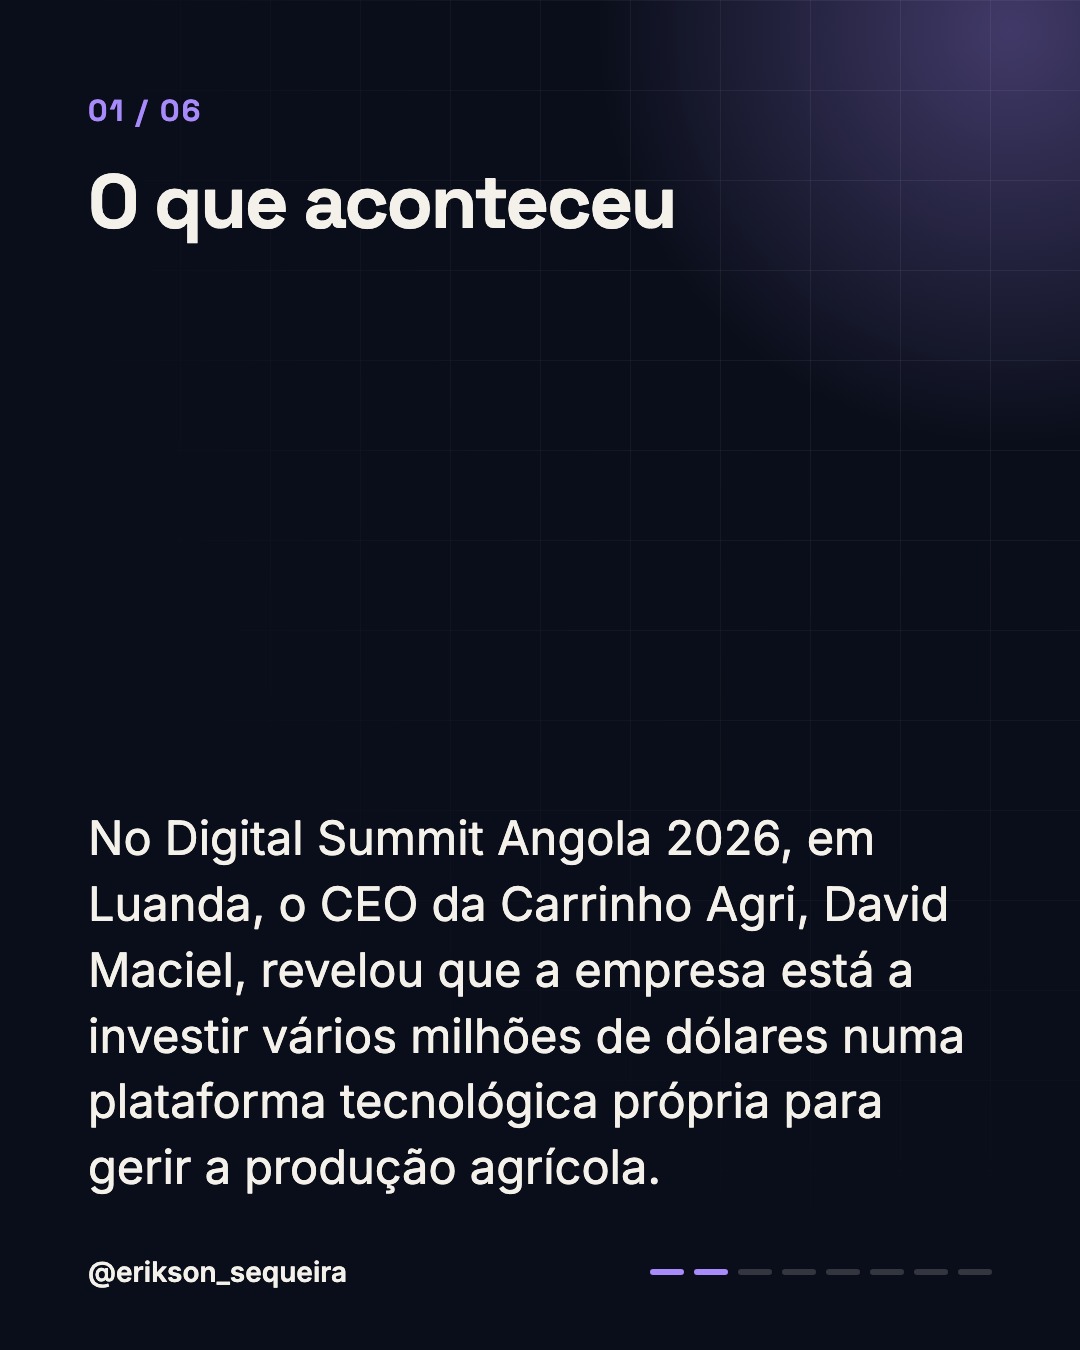 01 / 06
O que aconteceu
No Digital Summit Angola 2026, em
Luanda, o CEO da Carrinho Agri, David
Maciel, revelou que a empresa está a
investir vários milhões de dólares numa
plataforma tecnológica própria para
gerir a produção agrícola.
@erikson_sequeira